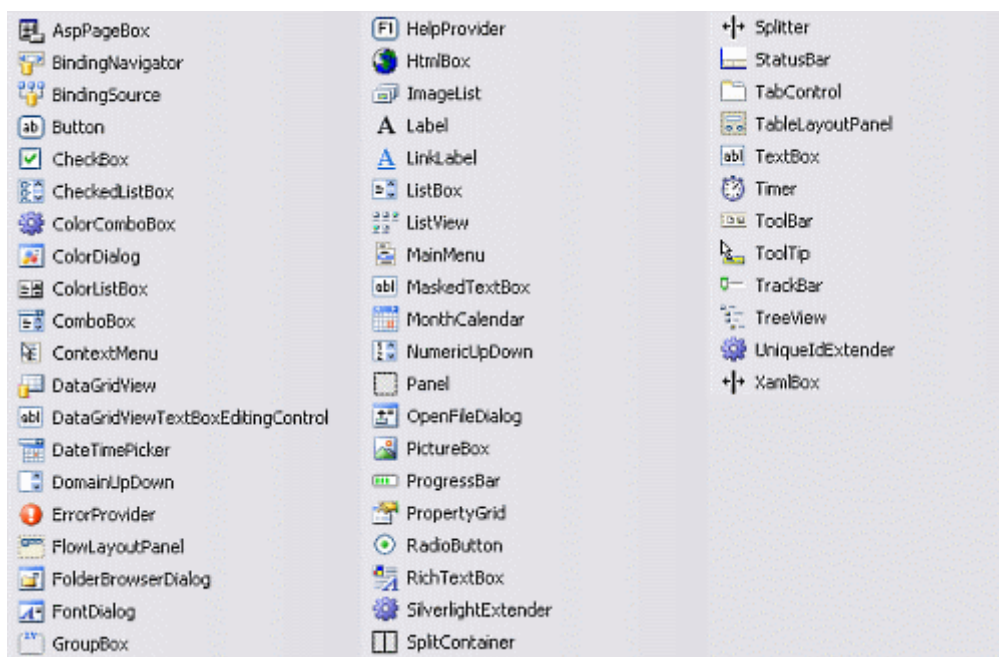 AspPageBox
BindingNavigator
BindingSource
Button
CheckBox
CheckedListBox
ColorComboBox
ColorDialog
ColorListBox
ComboBox
ContextMenu
DataGridView
DataGridViewTextBoxEditingControl
DateTimePicker
DomainUpDown
ErrorProvider
FlowLayoutPanel
FolderBrowserDialog
FontDialog
GroupBox
HelpProvider
HtmlBox
ImageList
Label
LinkLabel
ListBox
ListView
MainMenu
MaskedTextBox
MonthCalendar
NumericUpDown
Panel
OpenFileDialog
PictureBox
ProgressBar
PropertyGrid
RadioButton
RichTextBox
SilverlightExtender
SplitContainer
Splitter
StatusBar
TabControl
TableLayoutPanel
TextBox
Timer
ToolBar
ToolTip
TrackBar
TreeView
UniqueIdExtender
XamlBox